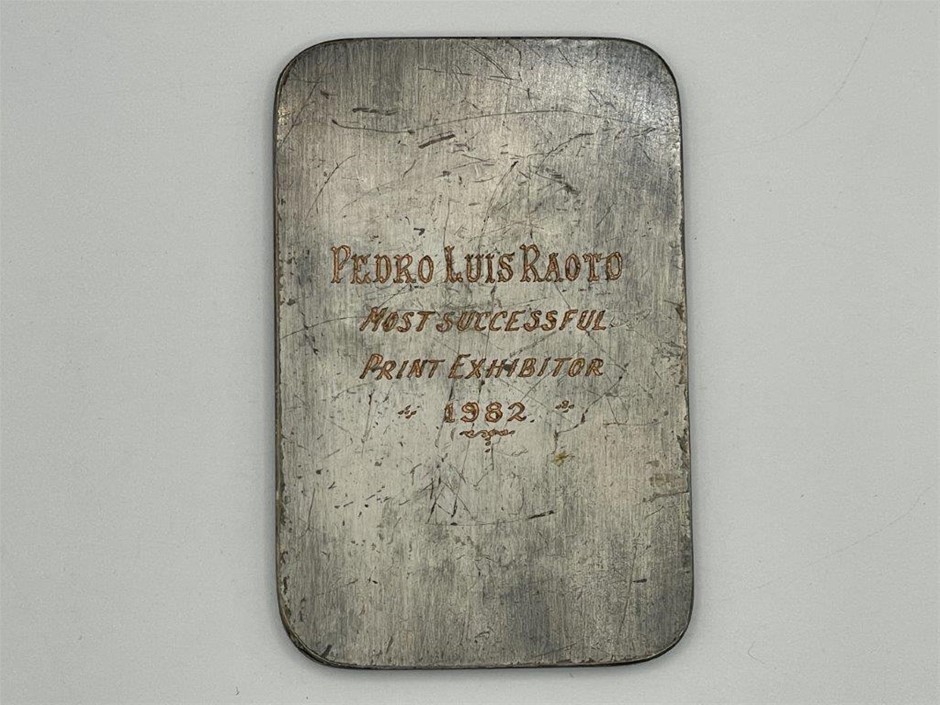 PEDRO LUIS RAOTO
MOST SUCCESSFUL
PRINT EXHIBITOR
1982